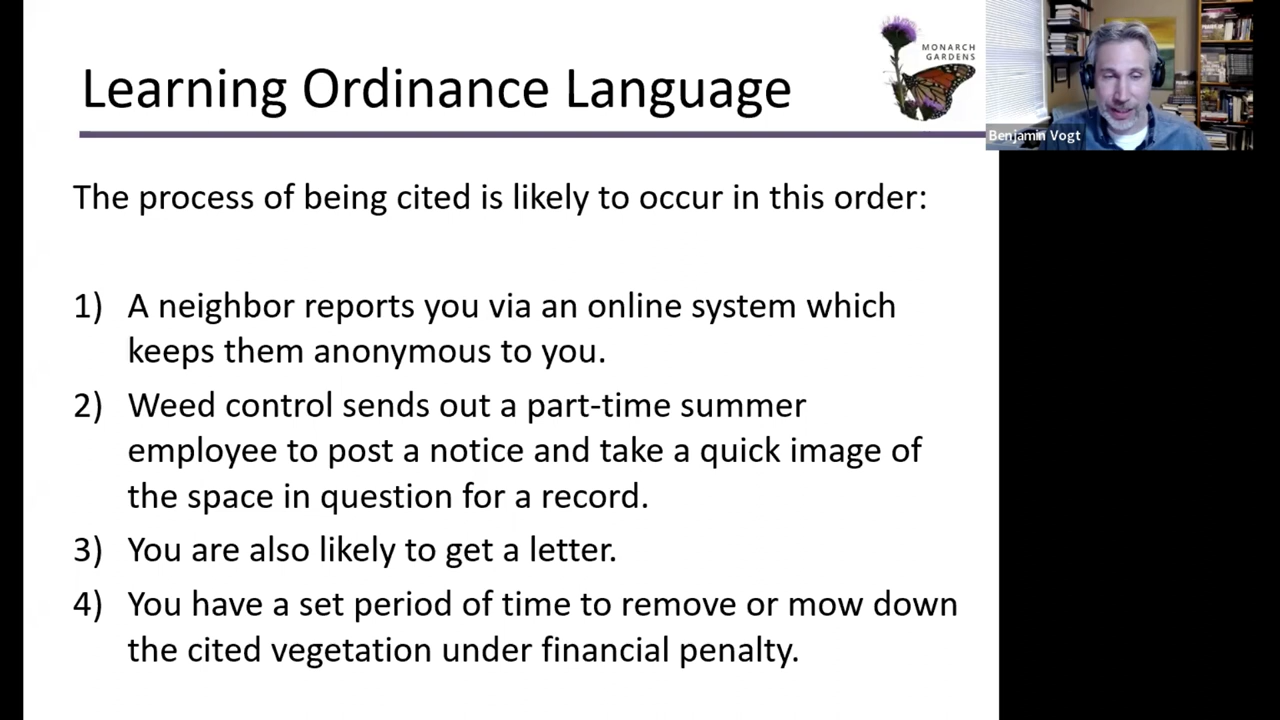 Learning Ordinance Language
MONARCH
GARDENS
Benjamin Vogt
The process of being cited is likely to occur in this order:
1) A neighbor reports you via an online system which
keeps them anonymous to you.
2) Weed control sends out a part-time summer
employee to post a notice and take a quick image of
the space in question for a record.
3) You are also likely to get a letter.
4) You have a set period of time to remove or mow down
the cited vegetation under financial penalty.